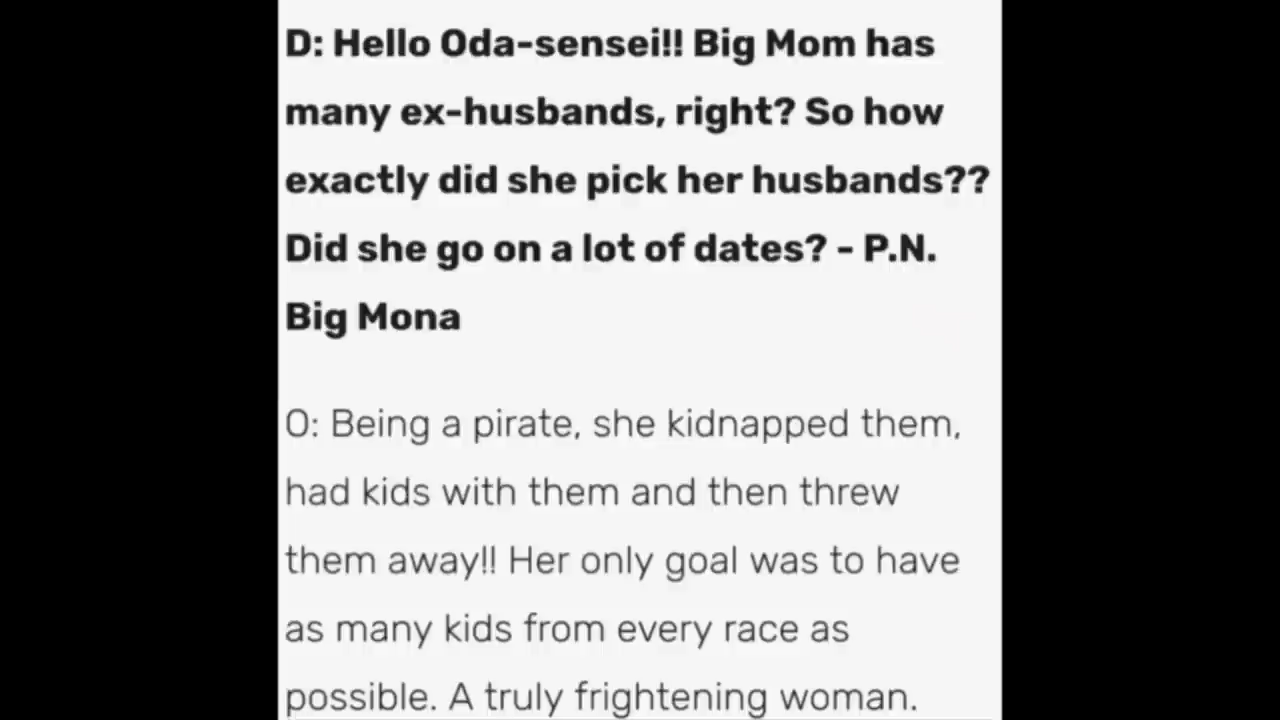 D: Hello Oda-sensei!! Big Mom has
many ex-husbands, right? So how
exactly did she pick her husbands??
Did she go on a lot of dates? - P.N.
Big Mona
O: Being a pirate, she kidnapped them,
had kids with them and then threw
them away!! Her only goal was to have
as many kids from every race as
possible. A truly frightening woman.